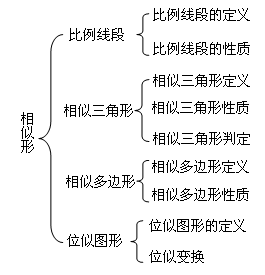 相似形
比例线段
比例线段的定义
比例线段的性质
相似三角形
相似三角形定义
相似三角形性质
相似三角形判定
相似多边形
相似多边形定义
相似多边形性质
位似图形
位似图形的定义
位似变换